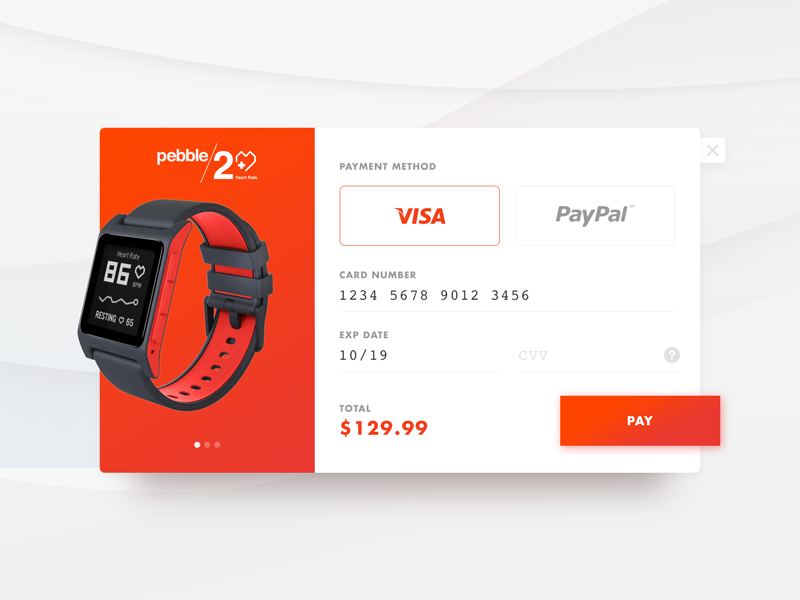 pebble/2
Heart Rate
Heart Rate
86
BPM
RESTING 65
PAYMENT METHOD
VISA
PayPal™
CARD NUMBER
1234 5678 9012 3456
EXP DATE
10/19
CVV
?
TOTAL
$129.99
PAY